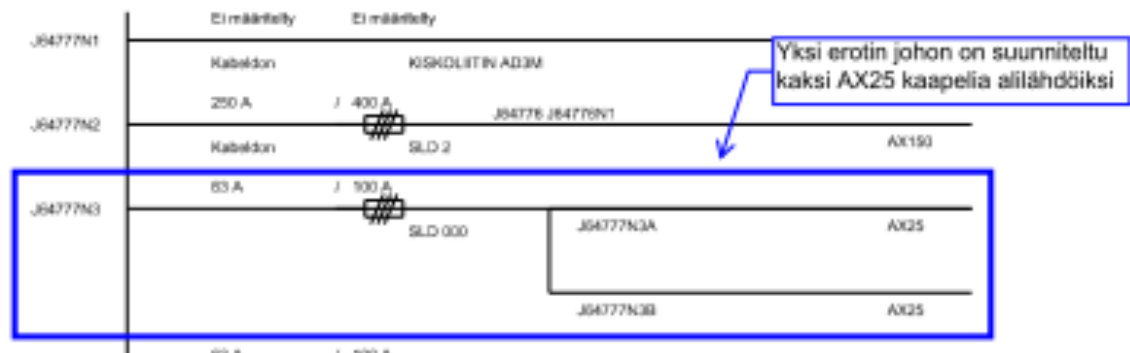 Ei määritelty Ei määritelty
J64777N1
Kabeldon KISKOLIITIN AD3M
Yksi erotin johon on suunniteltu
kaksi AX25 kaapelia alilähdöiksi
250 A / 400 A
J64776 J64776N1
J64777N2
Kabeldon SLD 2 AX150
63 A / 100 A
J64777N3
SLD 000 J64777N3A AX25
J64777N3B AX25